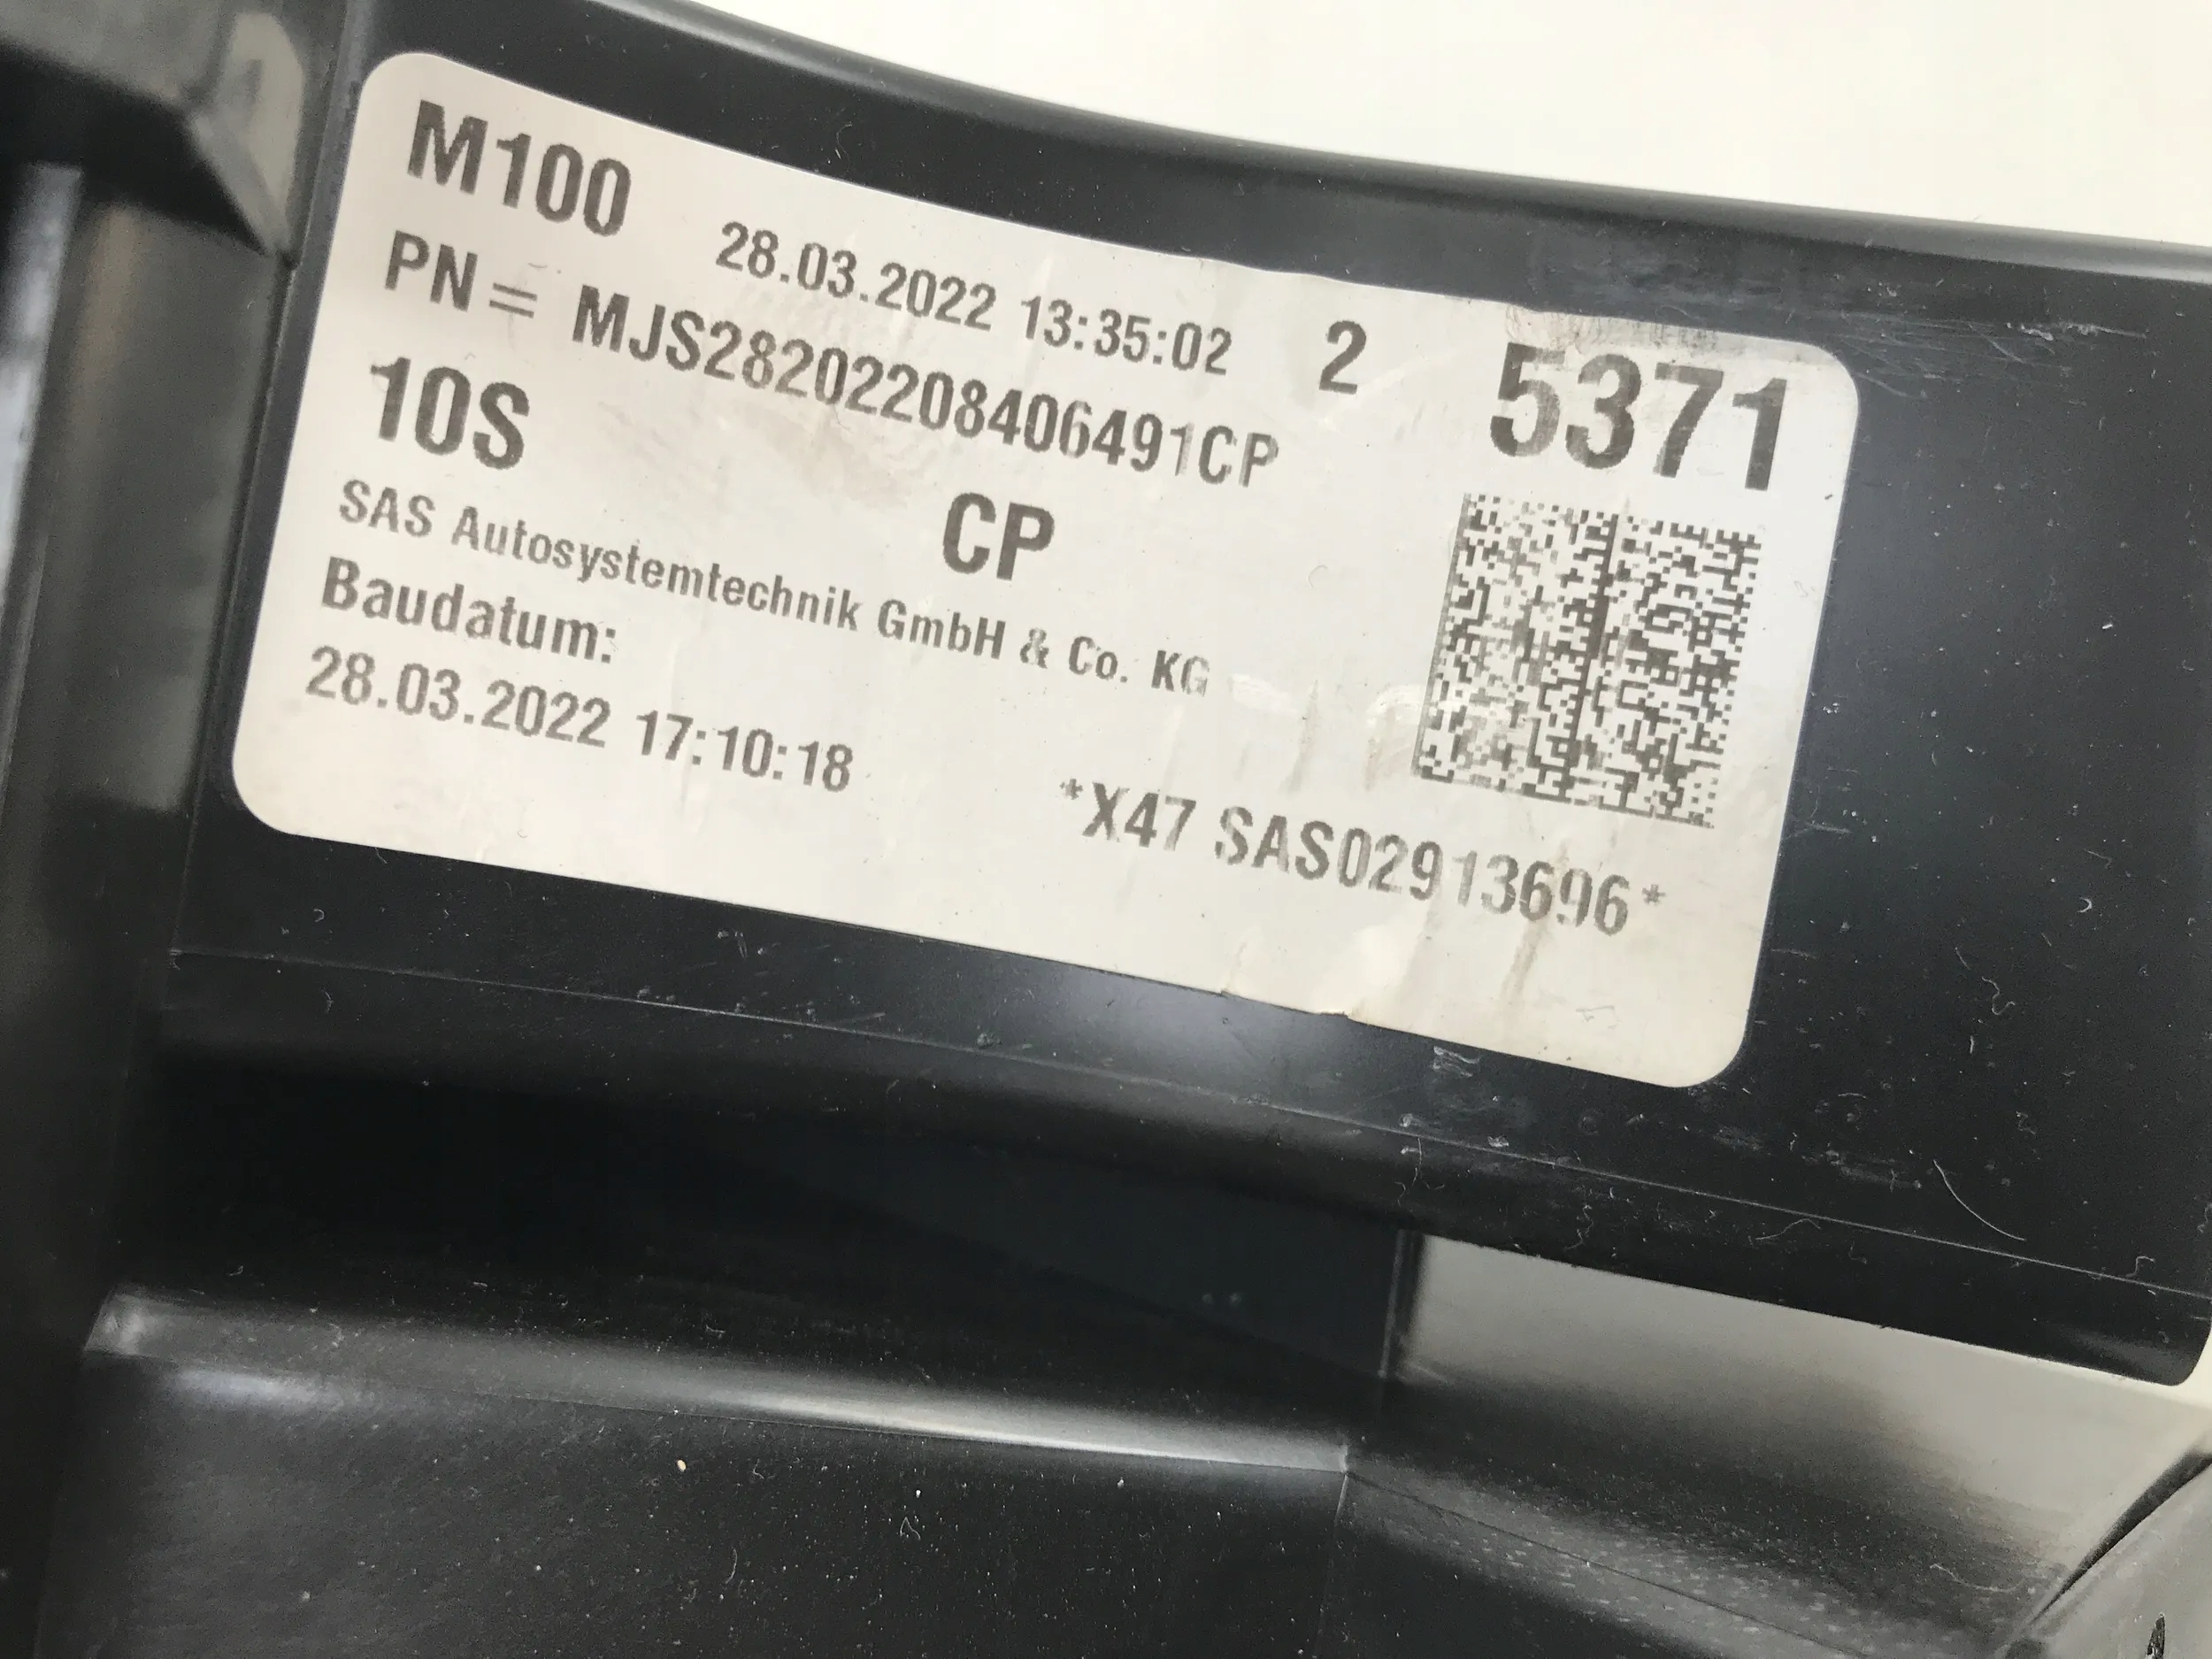 M100 28.03.2022 13:35:02 2 5371
PN= MJS28202208406491CP
10S CP
SAS Autosystemtechnik GmbH & Co. KG
Baudatum:
28.03.2022 17:10:18
*X47 SAS02913696*